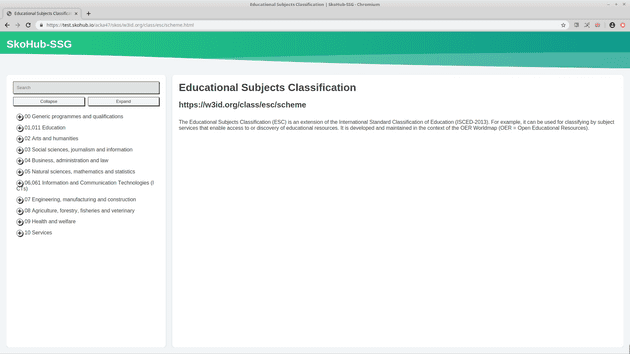 Educational Subjects Classification | SkoHub-SSG - Chromium
Educational Subjects Classific
https://test.skohub.io/acka47/skos/w3id.org/class/esc/scheme.html
SkoHub-SSG
Search
Collapse
Expand
00 Generic programmes and qualifications
01,011 Education
02 Arts and humanities
03 Social sciences, journalism and information
04 Business, administration and law
05 Natural sciences, mathematics and statistics
06,061 Information and Communication Technologies (I
CTs)
07 Engineering, manufacturing and construction
08 Agriculture, forestry, fisheries and veterinary
09 Health and welfare
10 Services
Educational Subjects Classification
https://w3id.org/class/esc/scheme
The Educational Subjects Classification (ESC) is an extension of the International Standard Classification of Education (ISCED-2013). For example, it can be used for classifying by subject
services that enable access to or discovery of educational resources. It is developed and maintained in the context of the OER Worldmap (OER = Open Educational Resources).